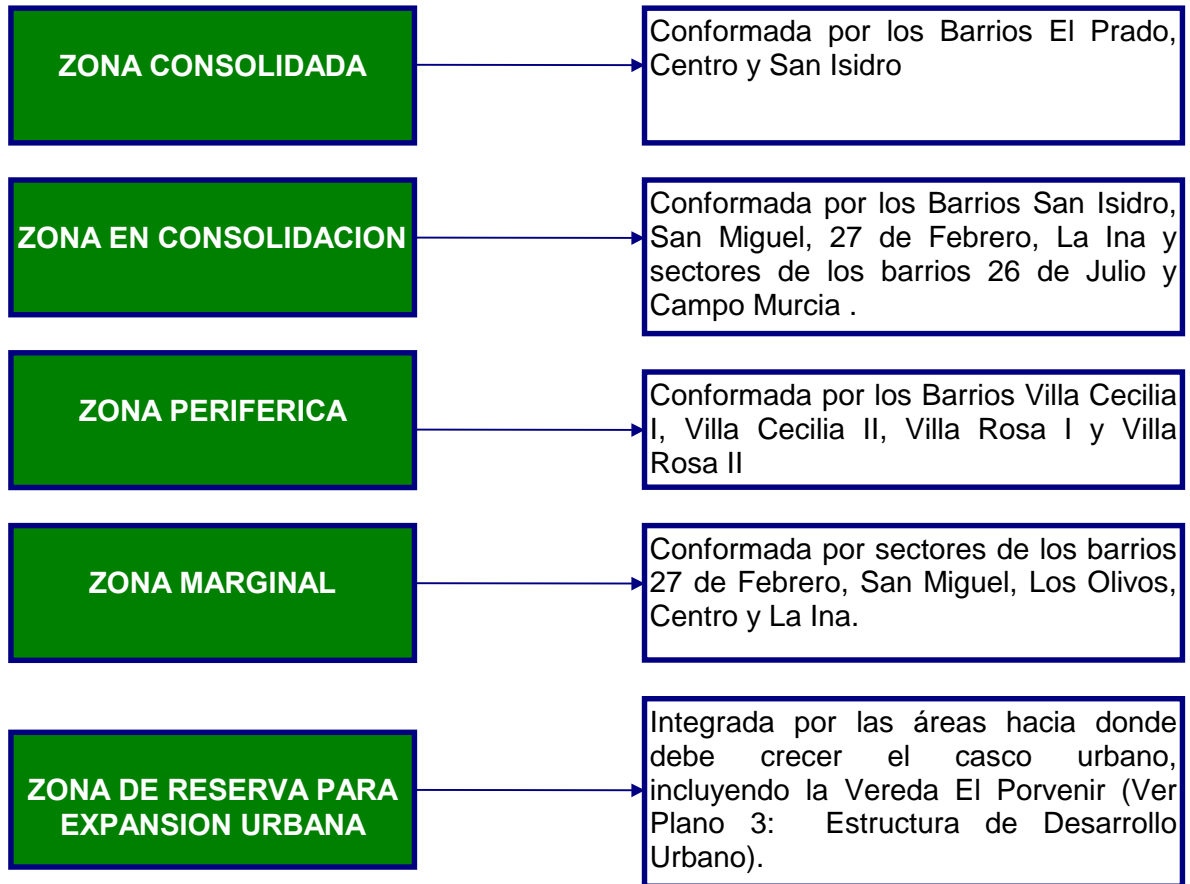 ZONA CONSOLIDADA
Conformada por los Barrios El Prado,
Centro y San Isidro
ZONA EN CONSOLIDACION
Conformada por los Barrios San Isidro,
San Miguel, 27 de Febrero, La Ina y
sectores de los barrios 26 de Julio y
Campo Murcia .
ZONA PERIFERICA
Conformada por los Barrios Villa Cecilia
I, Villa Cecilia II, Villa Rosa I y Villa
Rosa II
ZONA MARGINAL
Conformada por sectores de los barrios
27 de Febrero, San Miguel, Los Olivos,
Centro y La Ina.
ZONA DE RESERVA PARA
EXPANSION URBANA
Integrada por las áreas hacia donde
debe crecer el casco urbano,
incluyendo la Vereda El Porvenir (Ver
Plano 3: Estructura de Desarrollo
Urbano).